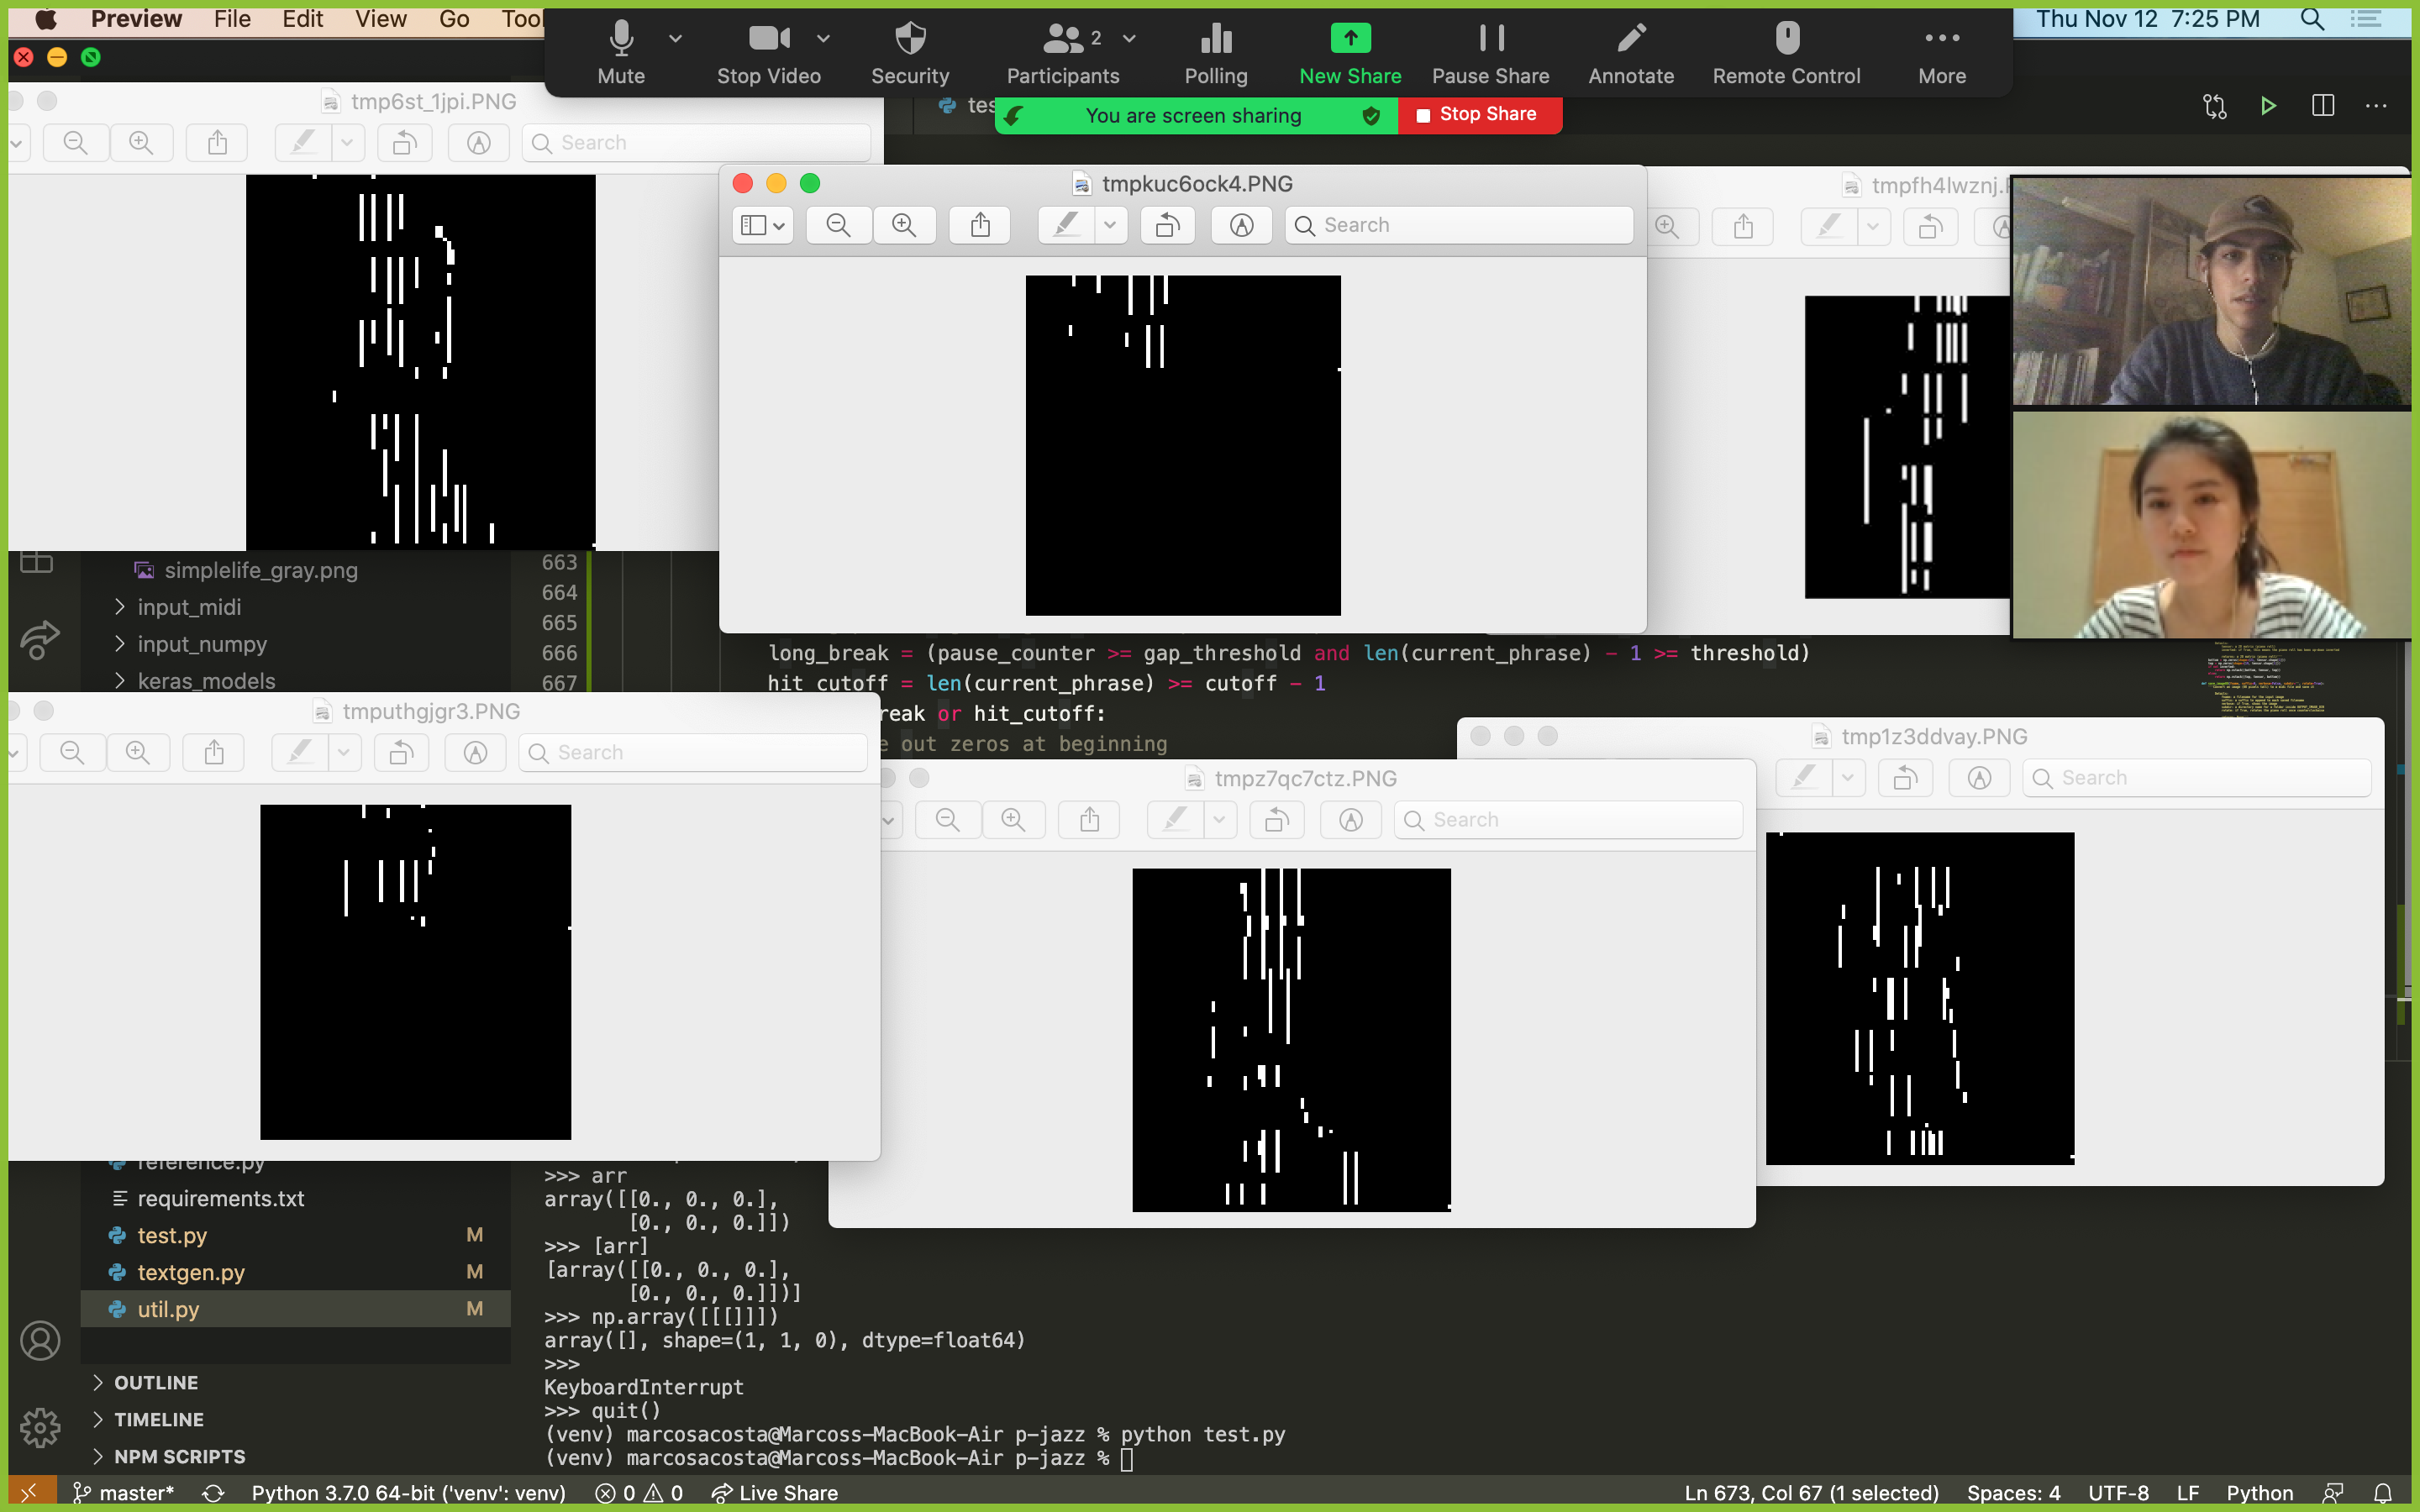 Preview File Edit View Go
Thu Nov 12 7:25 PM
Mute
Stop Video
Security
2
Participants
Polling
New Share
Pause Share
Annotate
Remote Control
More
You are screen sharing
Stop Share
tmp6st_1jpi.PNG
Search
tmpkuc6ock4.PNG
Search
tmpfh4lwznj.
simplelife_gray.png
input_midi
input_numpy
keras_models
663
664
665
666 long_break = (pause_counter >= gap_threshold and len(current_phrase) - 1 >= threshold)
667 hit_cutoff = len(current_phrase) >= cutoff - 1
reak or hit_cutoff:
e out zeros at beginning
tmputhgjgr3.PNG
Search
tmpz7qc7ctz.PNG
Search
tmp1z3ddvay.PNG
Search
reference.py
requirements.txt
test.py M
textgen.py M
util.py M
OUTLINE
TIMELINE
NPM SCRIPTS
>>> arr
array([[0., 0., 0.],
[0., 0., 0.]])
>>> [arr]
[array([[0., 0., 0.],
[0., 0., 0.]])]
>>> np.array([[[]]])
array([], shape=(1, 1, 0), dtype=float64)
>>>
KeyboardInterrupt
>>> quit()
(venv) marcosacosta@Marcoss-MacBook-Air p-jazz % python test.py
(venv) marcosacosta@Marcoss-MacBook-Air p-jazz %
master* Python 3.7.0 64-bit ('venv': venv) 0 0 Live Share
Ln 673, Col 67 (1 selected) Spaces: 4 UTF-8 LF Python